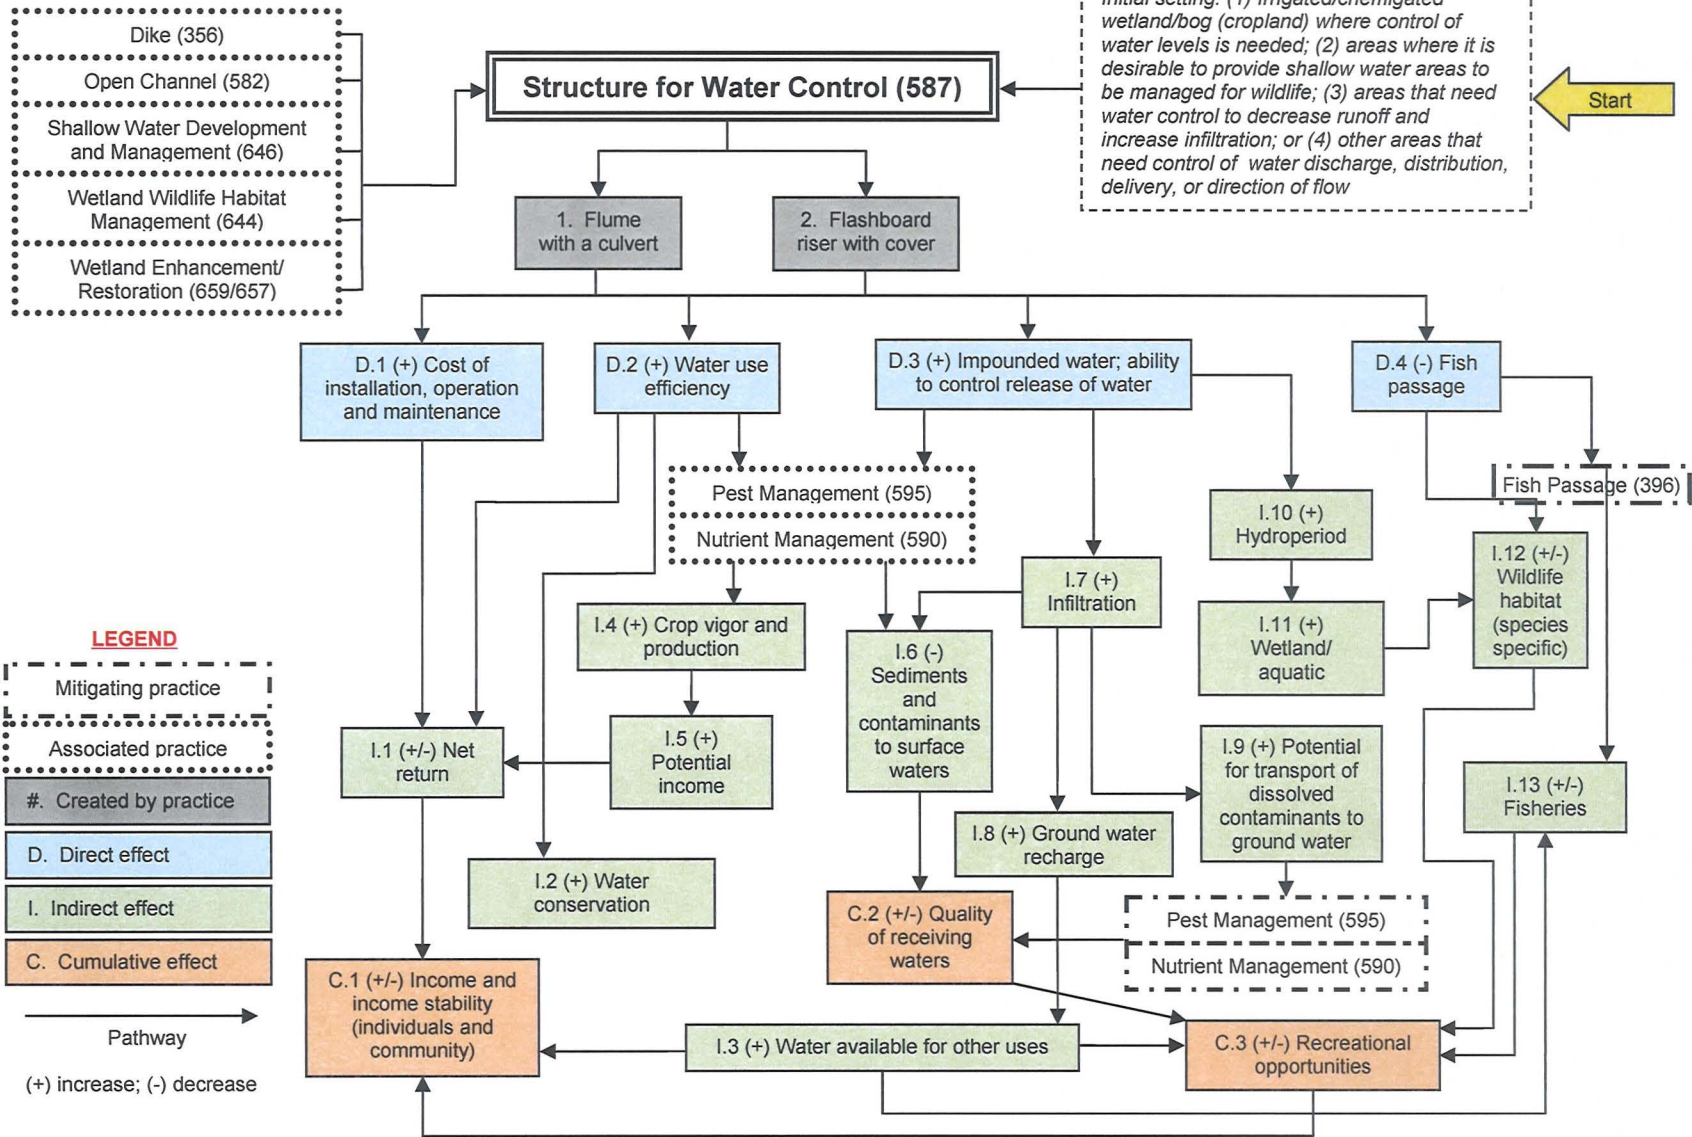 Initial setting: (1) Irrigated/chemigated
wetland/bog (cropland) where control of
water levels is needed; (2) areas where it is
desirable to provide shallow water areas to
be managed for wildlife; (3) areas that need
water control to decrease runoff and
increase infiltration; or (4) other areas that
need control of water discharge, distribution,
delivery, or direction of flow
Start
Dike (356)
Open Channel (582)
Shallow Water Development
and Management (646)
Wetland Wildlife Habitat
Management (644)
Wetland Enhancement/
Restoration (659/657)
Structure for Water Control (587)
1. Flume
with a culvert
2. Flashboard
riser with cover
D.1 (+) Cost of
installation, operation
and maintenance
D.2 (+) Water use
efficiency
D.3 (+) Impounded water; ability
to control release of water
D.4 (-) Fish
passage
Pest Management (595)
Nutrient Management (590)
Fish Passage (396)
I.10 (+)
Hydroperiod
I.12 (+/-)
Wildlife
habitat
(species
specific)
I.7 (+)
Infiltration
I.4 (+) Crop vigor and
production
I.6 (-)
Sediments
and
contaminants
to surface
waters
I.11 (+)
Wetland/
aquatic
I.1 (+/-) Net
return
I.5 (+)
Potential
income
I.9 (+) Potential
for transport of
dissolved
contaminants to
ground water
I.13 (+/-)
Fisheries
I.8 (+) Ground water
recharge
I.2 (+) Water
conservation
C.2 (+/-) Quality
of receiving
waters
Pest Management (595)
Nutrient Management (590)
C.1 (+/-) Income and
income stability
(individuals and
community)
I.3 (+) Water available for other uses
C.3 (+/-) Recreational
opportunities
LEGEND
Mitigating practice
Associated practice
#. Created by practice
D. Direct effect
I. Indirect effect
C. Cumulative effect
Pathway
(+) increase; (-) decrease